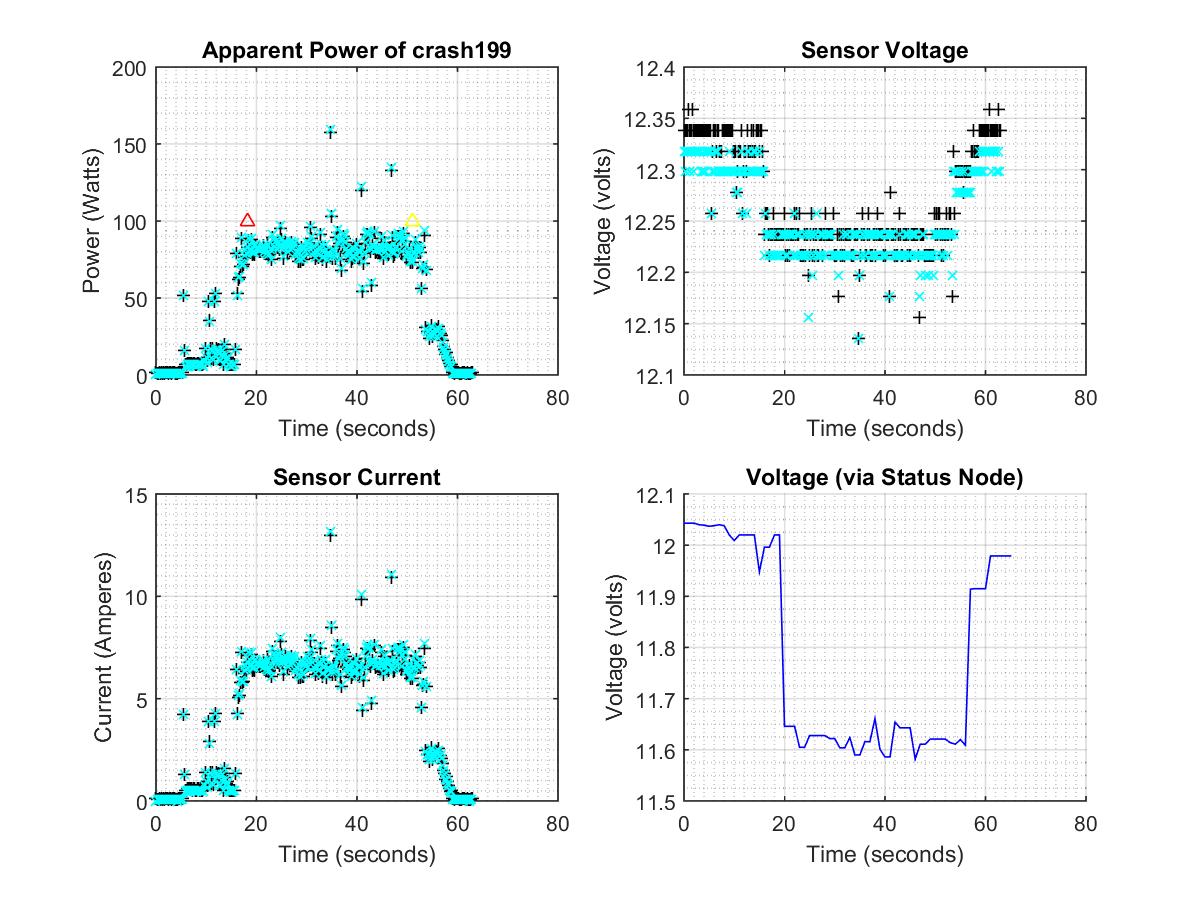 Apparent Power of crash199
200
150
100
50
0
Power (Watts)
0 20 40 60 80
Time (seconds)
Sensor Voltage
12.4
12.35
12.3
12.25
12.2
12.15
12.1
Voltage (volts)
0 20 40 60 80
Time (seconds)
Sensor Current
15
10
5
0
Current (Amperes)
0 20 40 60 80
Time (seconds)
Voltage (via Status Node)
12.1
12
11.9
11.8
11.7
11.6
11.5
Voltage (volts)
0 20 40 60 80
Time (seconds)